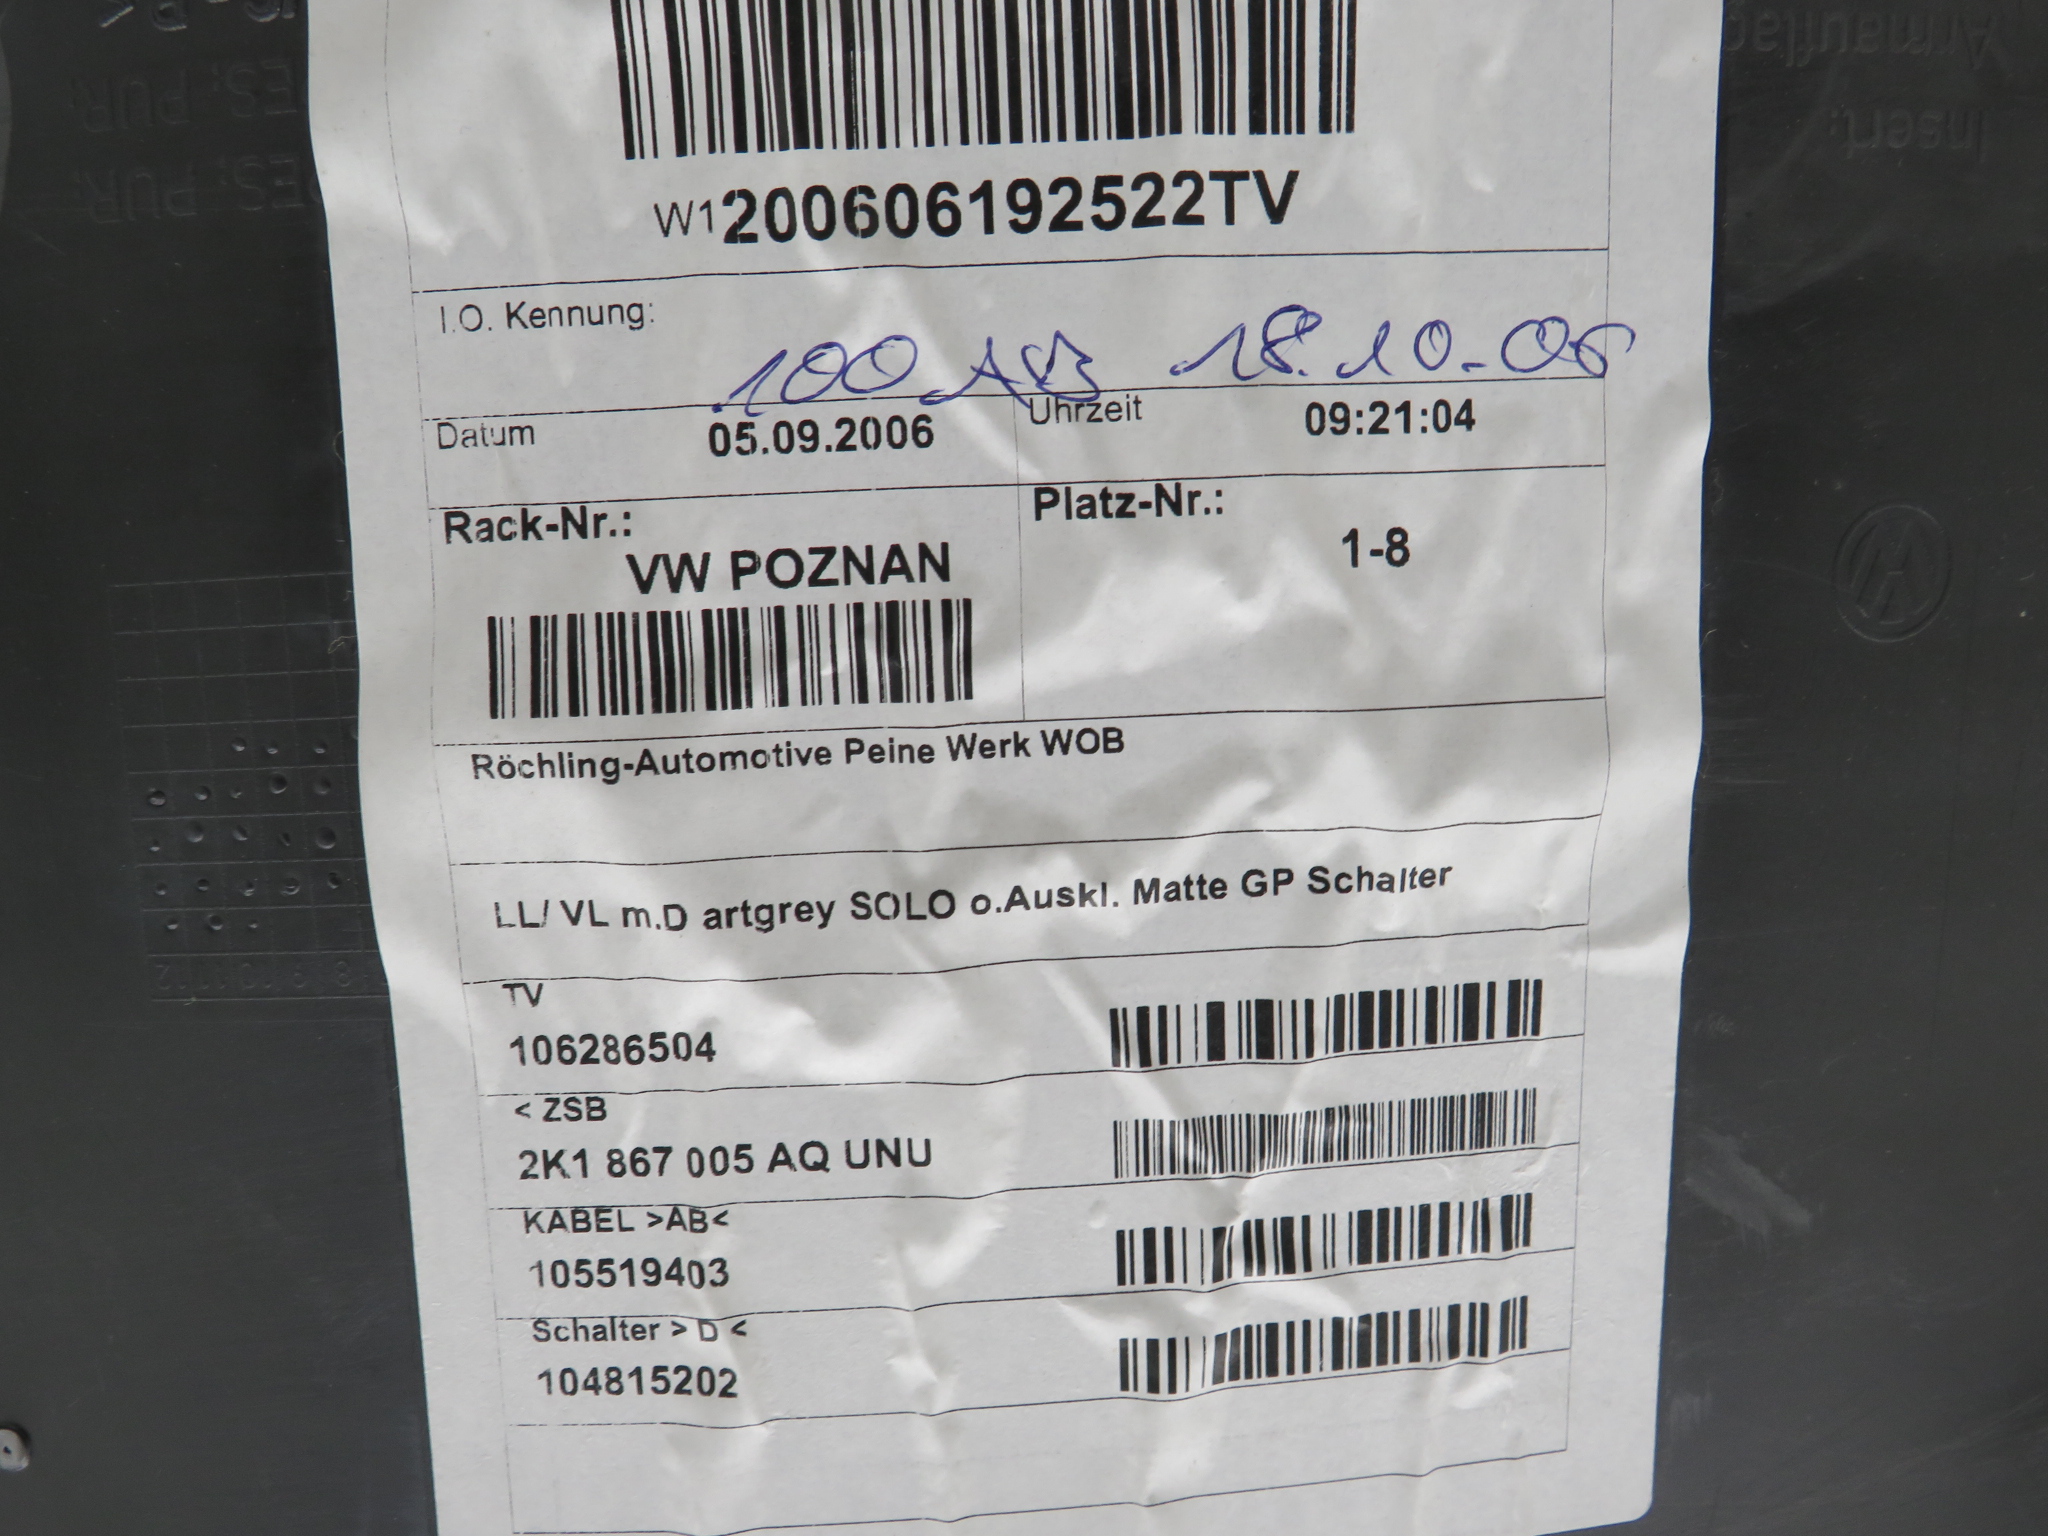 W1200606192522TV
I.O. Kennung:
100 AB 18.10.06
Datum 05.09.2006 Uhrzeit 09:21:04
Rack-Nr.: Platz-Nr.:
VW POZNAN 1-8
Röchling-Automotive Peine Werk WOB
LL/ VL m.D artgrey SOLO o.Auskl. Matte GP Schalter
TV
106286504
< ZSB
2K1 867 005 AQ UNU
KABEL >AB<
105519403
Schalter > D <
104815202
Insert: